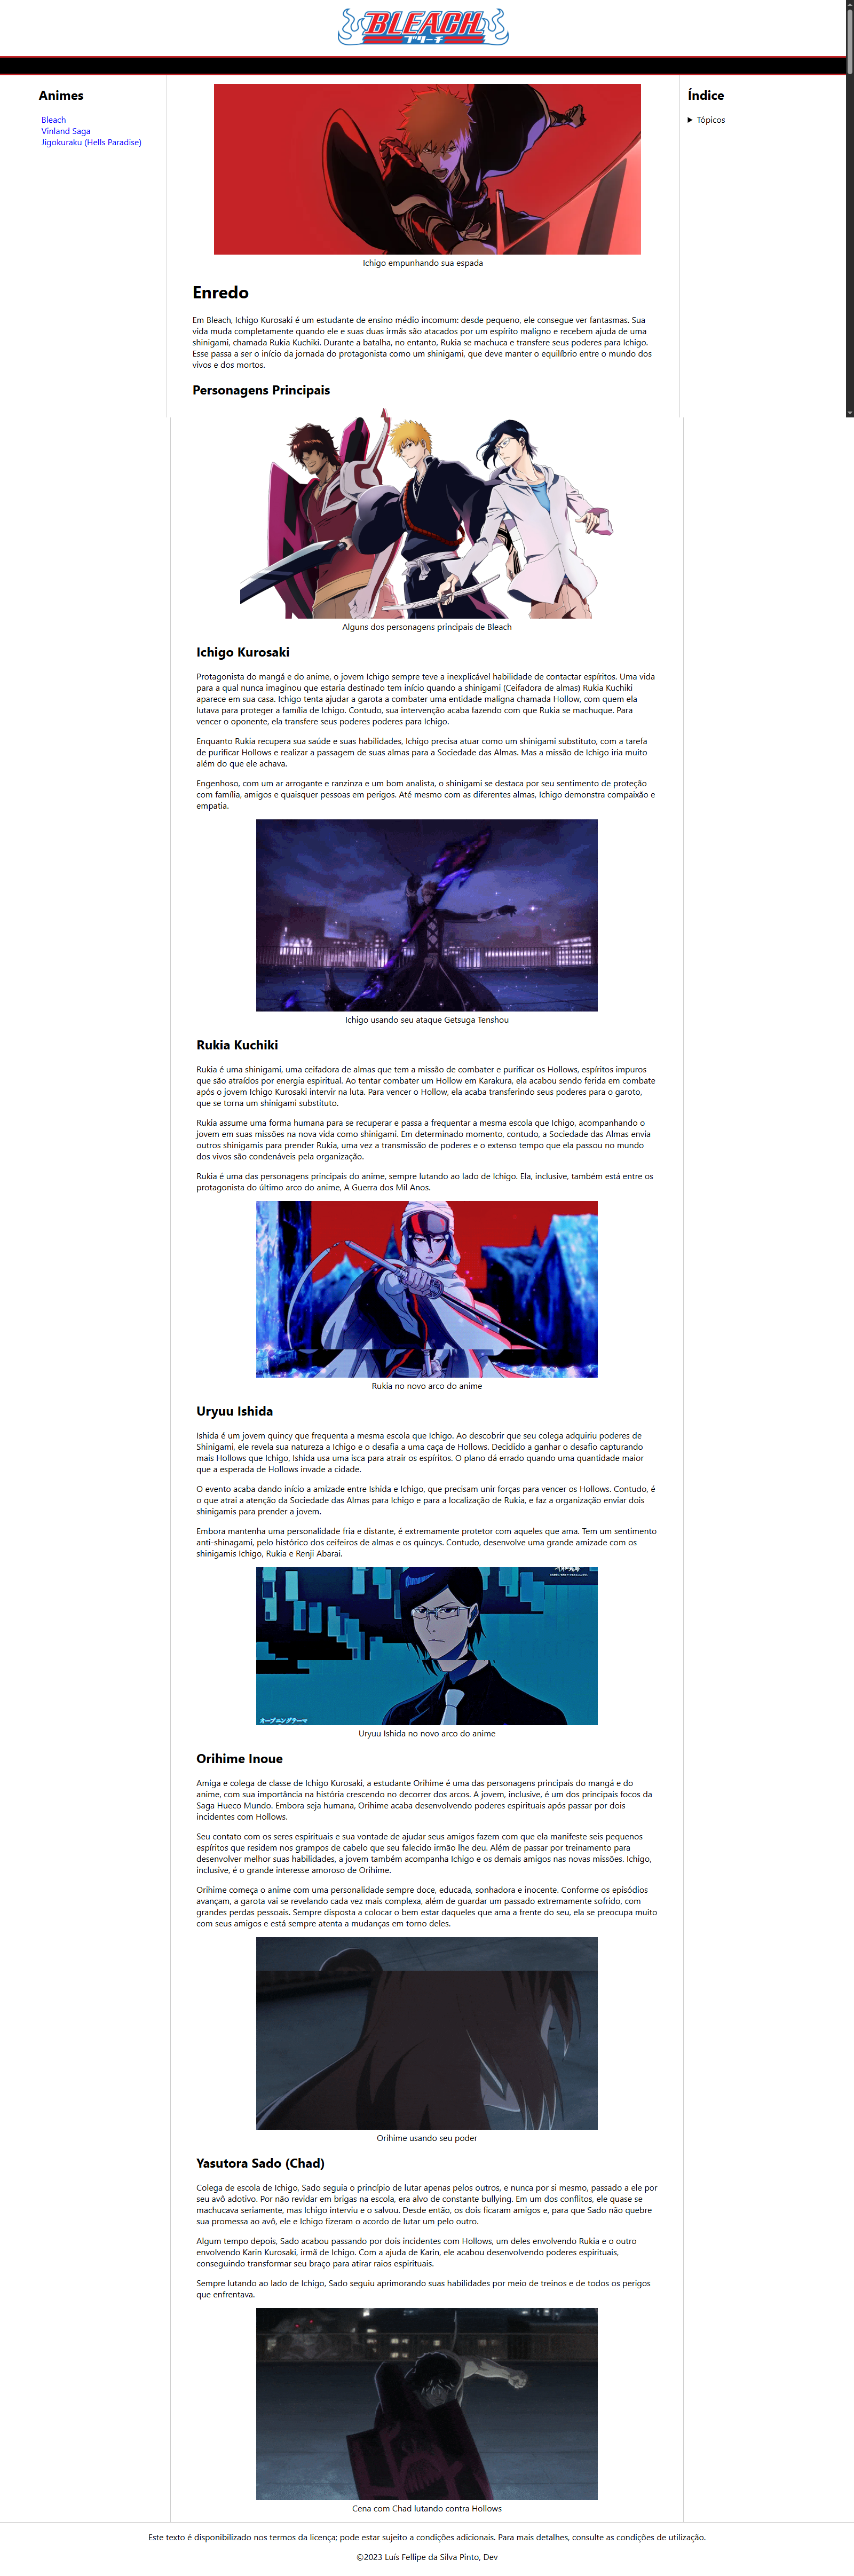 BLEACH
ブリーチ
Animes
Bleach
Vinland Saga
Jigokuraku (Hells Paradise)
Índice
Tópicos
Ichigo empunhando sua espada
Enredo
Em Bleach, Ichigo Kurosaki é um estudante de ensino médio incomum: desde pequeno, ele consegue ver fantasmas. Sua
vida muda completamente quando ele e suas duas irmãs são atacados por um espírito maligno e recebem ajuda de uma
shinigami, chamada Rukia Kuchiki. Durante a batalha, no entanto, Rukia se machuca e transfere seus poderes para Ichigo.
Esse passa a ser o início da jornada do protagonista como um shinigami, que deve manter o equilíbrio entre o mundo dos
vivos e dos mortos.
Personagens Principais
Alguns dos personagens principais de Bleach
Ichigo Kurosaki
Protagonista do mangá e do anime, o jovem Ichigo sempre teve a inexplicável habilidade de contactar espíritos. Uma vida
para a qual nunca imaginou que estaria destinado tem início quando a shinigami (Ceifadora de almas) Rukia Kuchiki
aparece em sua casa. Ichigo tenta ajudar a garota a combater uma entidade maligna chamada Hollow, com quem ela
lutava para proteger a família de Ichigo. Contudo, sua intervenção acaba fazendo com que Rukia se machuque. Para
vencer o oponente, ela transfere seus poderes poderes para Ichigo.
Enquanto Rukia recupera sua saúde e suas habilidades, Ichigo precisa atuar como um shinigami substituto, com a tarefa
de purificar Hollows e realizar a passagem de suas almas para a Sociedade das Almas. Mas a missão de Ichigo iria muito
além do que ele achava.
Engenhoso, com um ar arrogante e ranzinza e um bom analista, o shinigami se destaca por seu sentimento de proteção
com família, amigos e quaisquer pessoas em perigos. Até mesmo com as diferentes almas, Ichigo demonstra compaixão e
empatia.
Ichigo usando seu ataque Getsuga Tenshou
Rukia Kuchiki
Rukia é uma shinigami, uma ceifadora de almas que tem a missão de combater e purificar os Hollows, espíritos impuros
que são atraídos por energia espiritual. Ao tentar combater um Hollow em Karakura, ela acabou sendo ferida em combate
após o jovem Ichigo Kurosaki intervir na luta. Para vencer o Hollow, ela acaba transferindo seus poderes para o garoto,
que se torna um shinigami substituto.
Rukia assume uma forma humana para se recuperar e passa a frequentar a mesma escola que Ichigo, acompanhando o
jovem em suas missões na nova vida como shinigami. Em determinado momento, contudo, a Sociedade das Almas envia
outros shinigamis para prender Rukia, uma vez a transmissão de poderes e o extenso tempo que ela passou no mundo
dos vivos são condenáveis pela organização.
Rukia é uma das personagens principais do anime, sempre lutando ao lado de Ichigo. Ela, inclusive, também está entre os
protagonista do último arco do anime, A Guerra dos Mil Anos.
Rukia no novo arco do anime
Uryuu Ishida
Ishida é um jovem quincy que frequenta a mesma escola que Ichigo. Ao descobrir que seu colega adquiriu poderes de
Shinigami, ele revela sua natureza a Ichigo e o desafia a uma caça de Hollows. Decidido a ganhar o desafio capturando
mais Hollows que Ichigo, Ishida usa uma isca para atrair os espíritos. O plano dá errado quando uma quantidade maior
que a esperada de Hollows invade a cidade.
O evento acaba dando início a amizade entre Ishida e Ichigo, que precisam unir forças para vencer os Hollows. Contudo, é
o que atrai a atenção da Sociedade das Almas para Ichigo e para a localização de Rukia, e faz a organização enviar dois
shinigamis para prender a jovem.
Embora mantenha uma personalidade fria e distante, é extremamente protetor com aqueles que ama. Tem um sentimento
anti-shinagami, pelo histórico dos ceifeiros de almas e os quincys. Contudo, desenvolve uma grande amizade com os
shinigamis Ichigo, Rukia e Renji Abarai.
オープニングテーマ
Uryuu Ishida no novo arco do anime
Orihime Inoue
Amiga e colega de classe de Ichigo Kurosaki, a estudante Orihime é uma das personagens principais do mangá e do
anime, com sua importância na história crescendo no decorrer dos arcos. A jovem, inclusive, é um dos principais focos da
Saga Hueco Mundo. Embora seja humana, Orihime acaba desenvolvendo poderes espirituais após passar por dois
incidentes com Hollows.
Seu contato com os seres espirituais e sua vontade de ajudar seus amigos fazem com que ela manifeste seis pequenos
espíritos que residem nos grampos de cabelo que seu falecido irmão lhe deu. Além de passar por treinamento para
desenvolver melhor suas habilidades, a jovem também acompanha Ichigo e os demais amigos nas novas missões. Ichigo,
inclusive, é o grande interesse amoroso de Orihime.
Orihime começa o anime com uma personalidade sempre doce, educada, sonhadora e inocente. Conforme os episódios
avançam, a garota vai se revelando cada vez mais complexa, além de guardar um passado extremamente sofrido, com
grandes perdas pessoais. Sempre disposta a colocar o bem estar daqueles que ama a frente do seu, ela se preocupa muito
com seus amigos e está sempre atenta a mudanças em torno deles.
Orihime usando seu poder
Yasutora Sado (Chad)
Colega de escola de Ichigo, Sado seguia o princípio de lutar apenas pelos outros, e nunca por si mesmo, passado a ele por
seu avô adotivo. Por não revidar em brigas na escola, era alvo de constante bullying. Em um dos conflitos, ele quase se
machucava seriamente, mas Ichigo interviu e o salvou. Desde então, os dois ficaram amigos e, para que Sado não quebre
sua promessa ao avô, ele e Ichigo fizeram o acordo de lutar um pelo outro.
Algum tempo depois, Sado acabou passando por dois incidentes com Hollows, um deles envolvendo Rukia e o outro
envolvendo Karin Kurosaki, irmã de Ichigo. Com a ajuda de Karin, ele acabou desenvolvendo poderes espirituais,
conseguindo transformar seu braço para atirar raios espirituais.
Sempre lutando ao lado de Ichigo, Sado seguiu aprimorando suas habilidades por meio de treinos e de todos os perigos
que enfrentava.
Cena com Chad lutando contra Hollows
Este texto é disponibilizado nos termos da licença; pode estar sujeito a condições adicionais. Para mais detalhes, consulte as condições de utilização.
©2023 Luís Fellipe da Silva Pinto, Dev